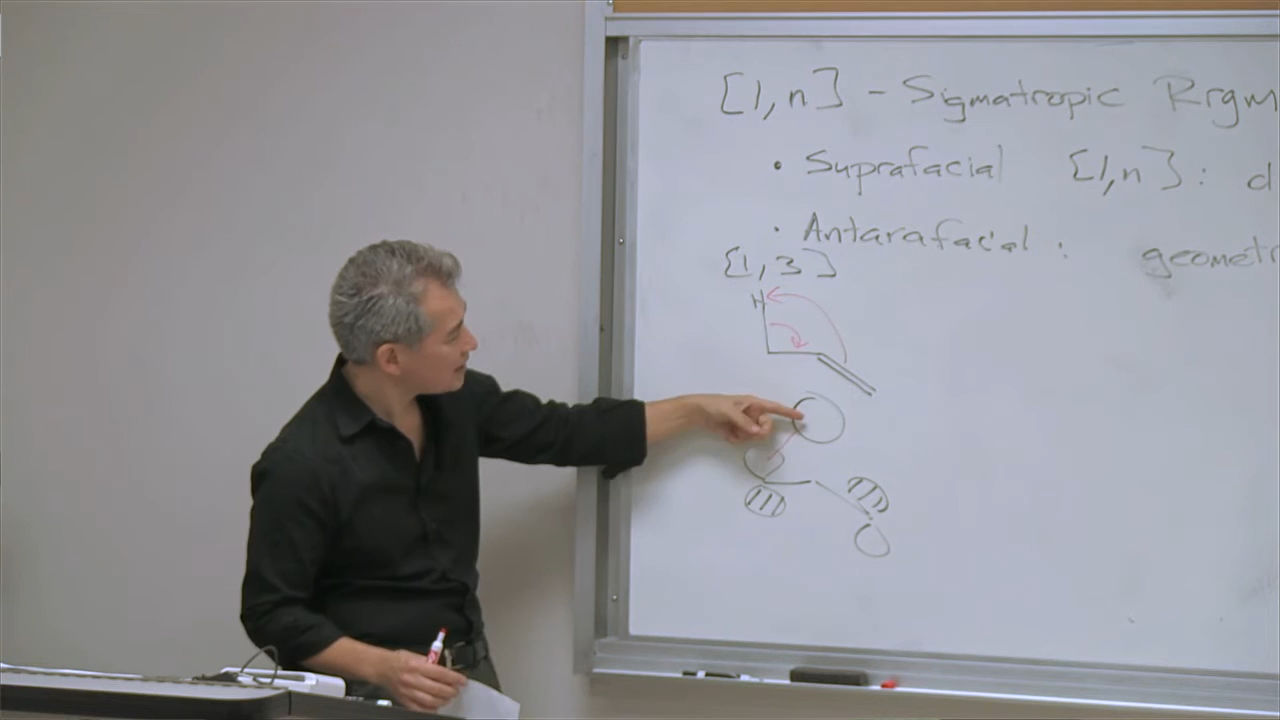 [1,n] - Sigmatropic Rrgm
• Suprafacial [1,n]: d
• Antarafacial: geometr
[1,3]
H